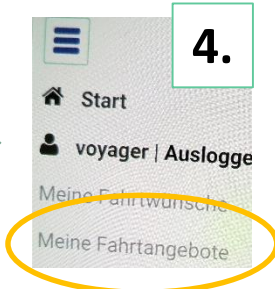 4.
Start
voyager |Auslogge
Meine Fahrtwünsche
Meine Fahrtangebote